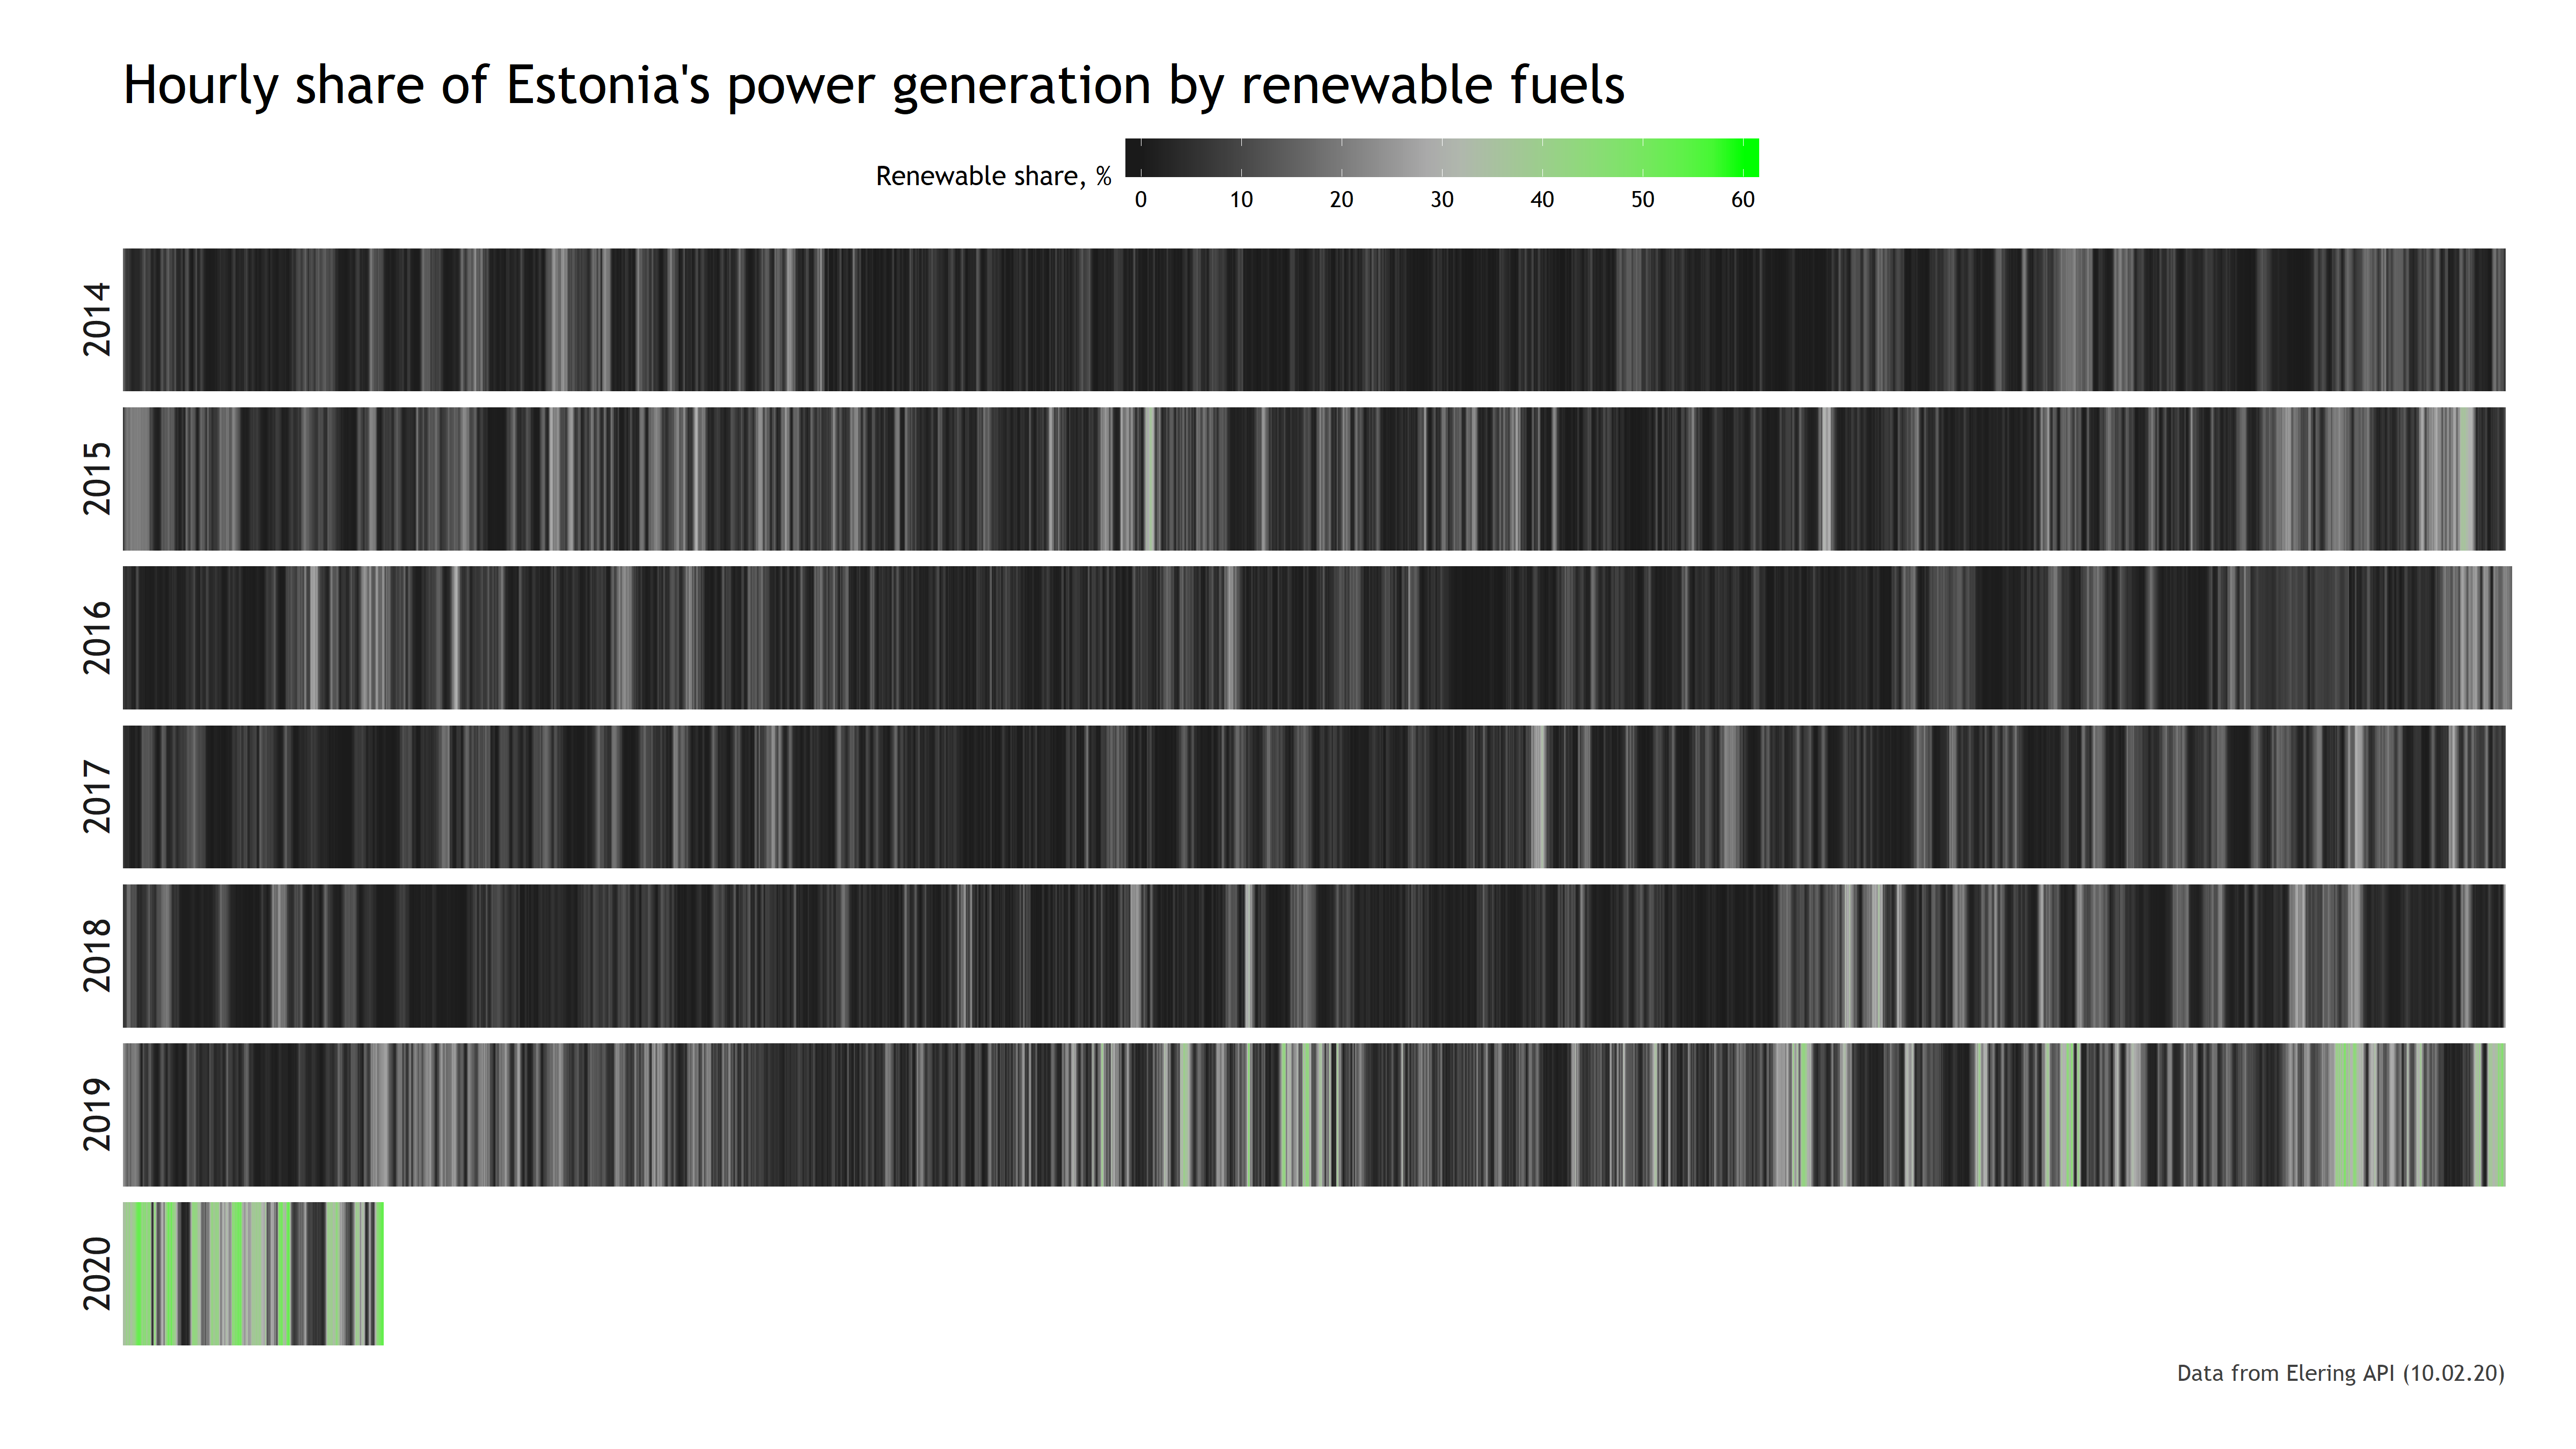 Hourly share of Estonia's power generation by renewable fuels
Renewable share, %
0 10 20 30 40 50 60
2014
2015
2016
2017
2018
2019
2020
Data from Elering API (10.02.20)